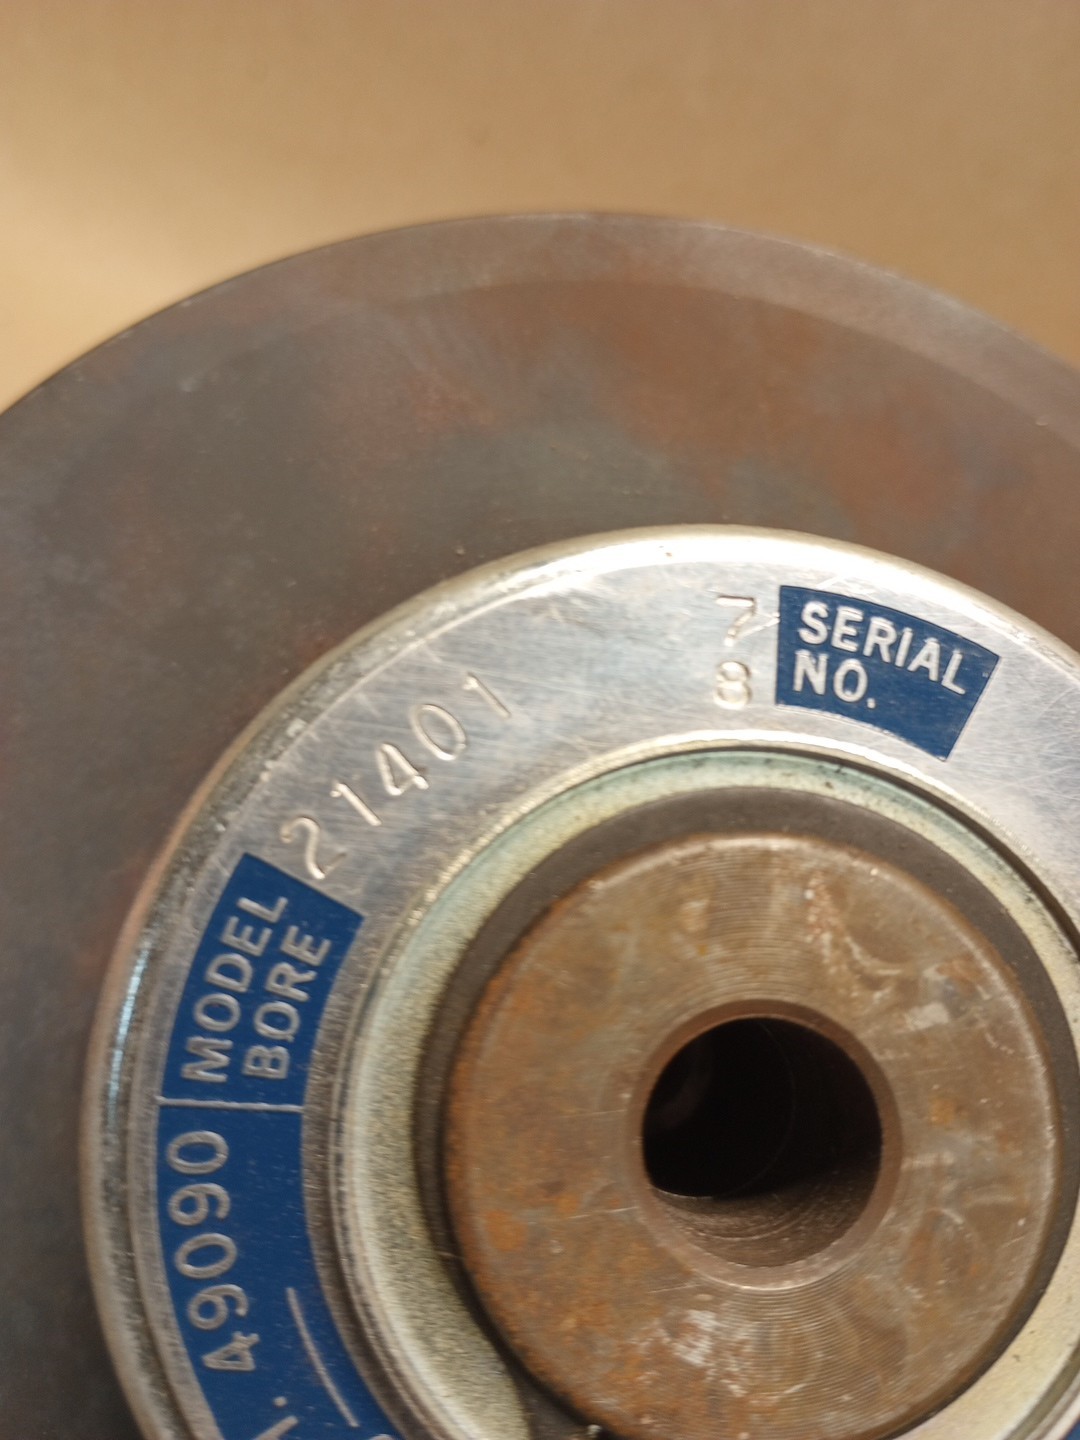 MODEL 21401
BORE
7
8
SERIAL
NO.
49090